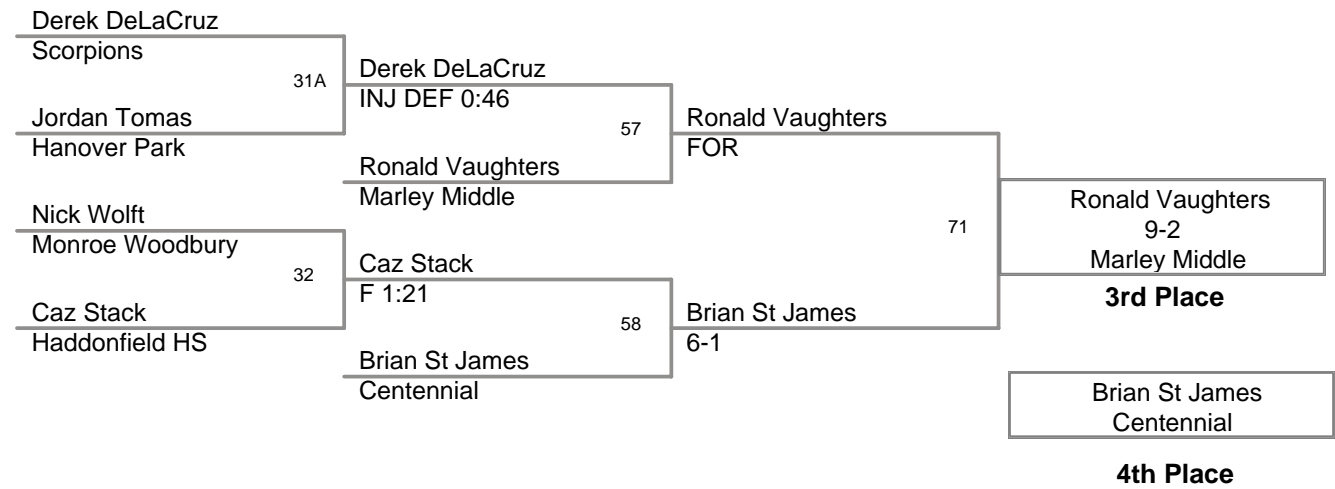 Derek DeLaCruz
Scorpions
31A
Jordan Tomas
Hanover Park
Nick Wolft
Monroe Woodbury
32
Caz Stack
Haddonfield HS
Derek DeLaCruz
INJ DEF 0:46
57
Ronald Vaughters
Marley Middle
Caz Stack
F 1:21
58
Brian St James
Centennial
Ronald Vaughters
FOR
71
Brian St James
6-1
Ronald Vaughters
9-2
Marley Middle
3rd Place
Brian St James
Centennial
4th Place